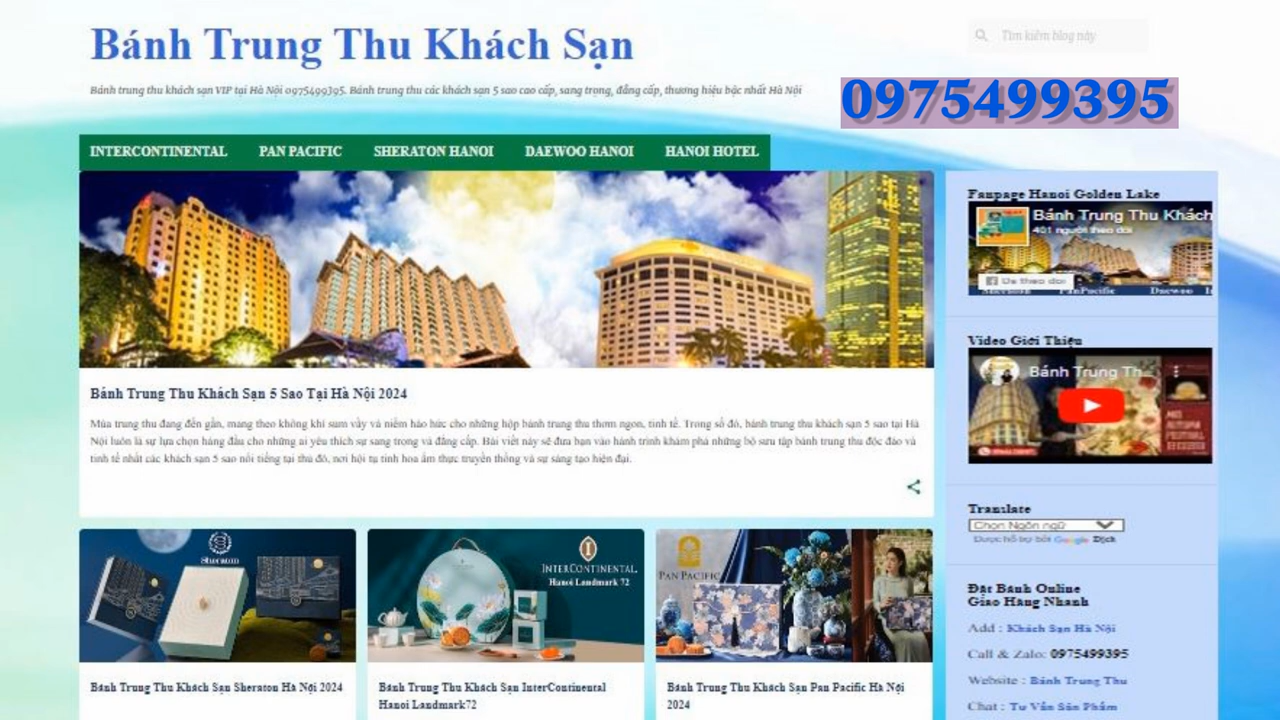 Bánh Trung Thu Khách Sạn
Tìm kiếm blog này
Bánh trung thu khách sạn VIP tại Hà Nội 0975499395. Bánh trung thu các khách sạn 5 sao cao cấp, sang trọng, đẳng cấp, thương hiệu bậc nhất Hà Nội
0975499395
INTERCONTINENTAL PAN PACIFIC SHERATON HANOI DAEWOO HANOI HANOI HOTEL
Bánh Trung Thu Khách Sạn 5 Sao Tại Hà Nội 2024
Mùa trung thu đang đến gần, mang theo không khí sum vầy và niềm háo hức cho những hộp bánh trung thu thơm ngon, tinh tế. Trong số đó, bánh trung thu khách sạn 5 sao tại Hà
Nội luôn là sự lựa chọn hàng đầu cho những ai yêu thích sự sang trọng và đẳng cấp. Bài viết này sẽ đưa bạn vào hành trình khám phá những bộ sưu tập bánh trung thu độc đáo và
tinh tế nhất các khách sạn 5 sao nổi tiếng tại thủ đô, nơi hội tụ tinh hoa ẩm thực truyền thống và sự sáng tạo hiện đại.
Sheraton
INTERCONTINENTAL
Hanoi Landmark 72
PAN PACIFIC
Bánh Trung Thu Khách Sạn Sheraton Hà Nội 2024
Bánh Trung Thu Khách Sạn InterContinental
Hanoi Landmark72
Bánh Trung Thu Khách Sạn Pan Pacific Hà Nội
2024
Fanpage Hanoi Golden Lake
Bánh Trung Thu Khách
401 người theo dõi
Đã theo dõi
Sheraton PanPacific Daewoo
Video Giới Thiệu
Bánh Trung Th...
Translate
Chọn Ngôn ngữ
Được hỗ trợ bởi Google Dịch
Đặt Bánh Online
Giao Hàng Nhanh
Add : Khách Sạn Hà Nội
Call & Zalo: 0975499395
Website : Bánh Trung Thu
Chat : Tư Vấn Sản Phẩm